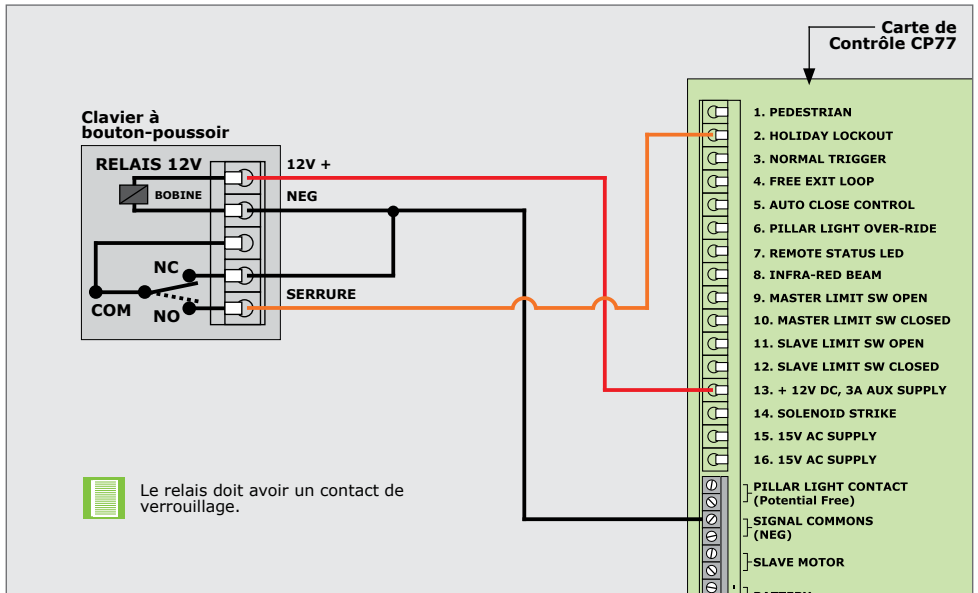 Carte de
Contrôle CP77
Clavier à
bouton-poussoir
RELAIS 12V
BOBINE
NC
COM
NO
12V +
NEG
SERRURE
Le relais doit avoir un contact de
verrouillage.
1. PEDESTRIAN
2. HOLIDAY LOCKOUT
3. NORMAL TRIGGER
4. FREE EXIT LOOP
5. AUTO CLOSE CONTROL
6. PILLAR LIGHT OVER-RIDE
7. REMOTE STATUS LED
8. INFRA-RED BEAM
9. MASTER LIMIT SW OPEN
10. MASTER LIMIT SW CLOSED
11. SLAVE LIMIT SW OPEN
12. SLAVE LIMIT SW CLOSED
13. + 12V DC, 3A AUX SUPPLY
14. SOLENOID STRIKE
15. 15V AC SUPPLY
16. 15V AC SUPPLY
PILLAR LIGHT CONTACT
(Potential Free)
SIGNAL COMMONS
(NEG)
SLAVE MOTOR